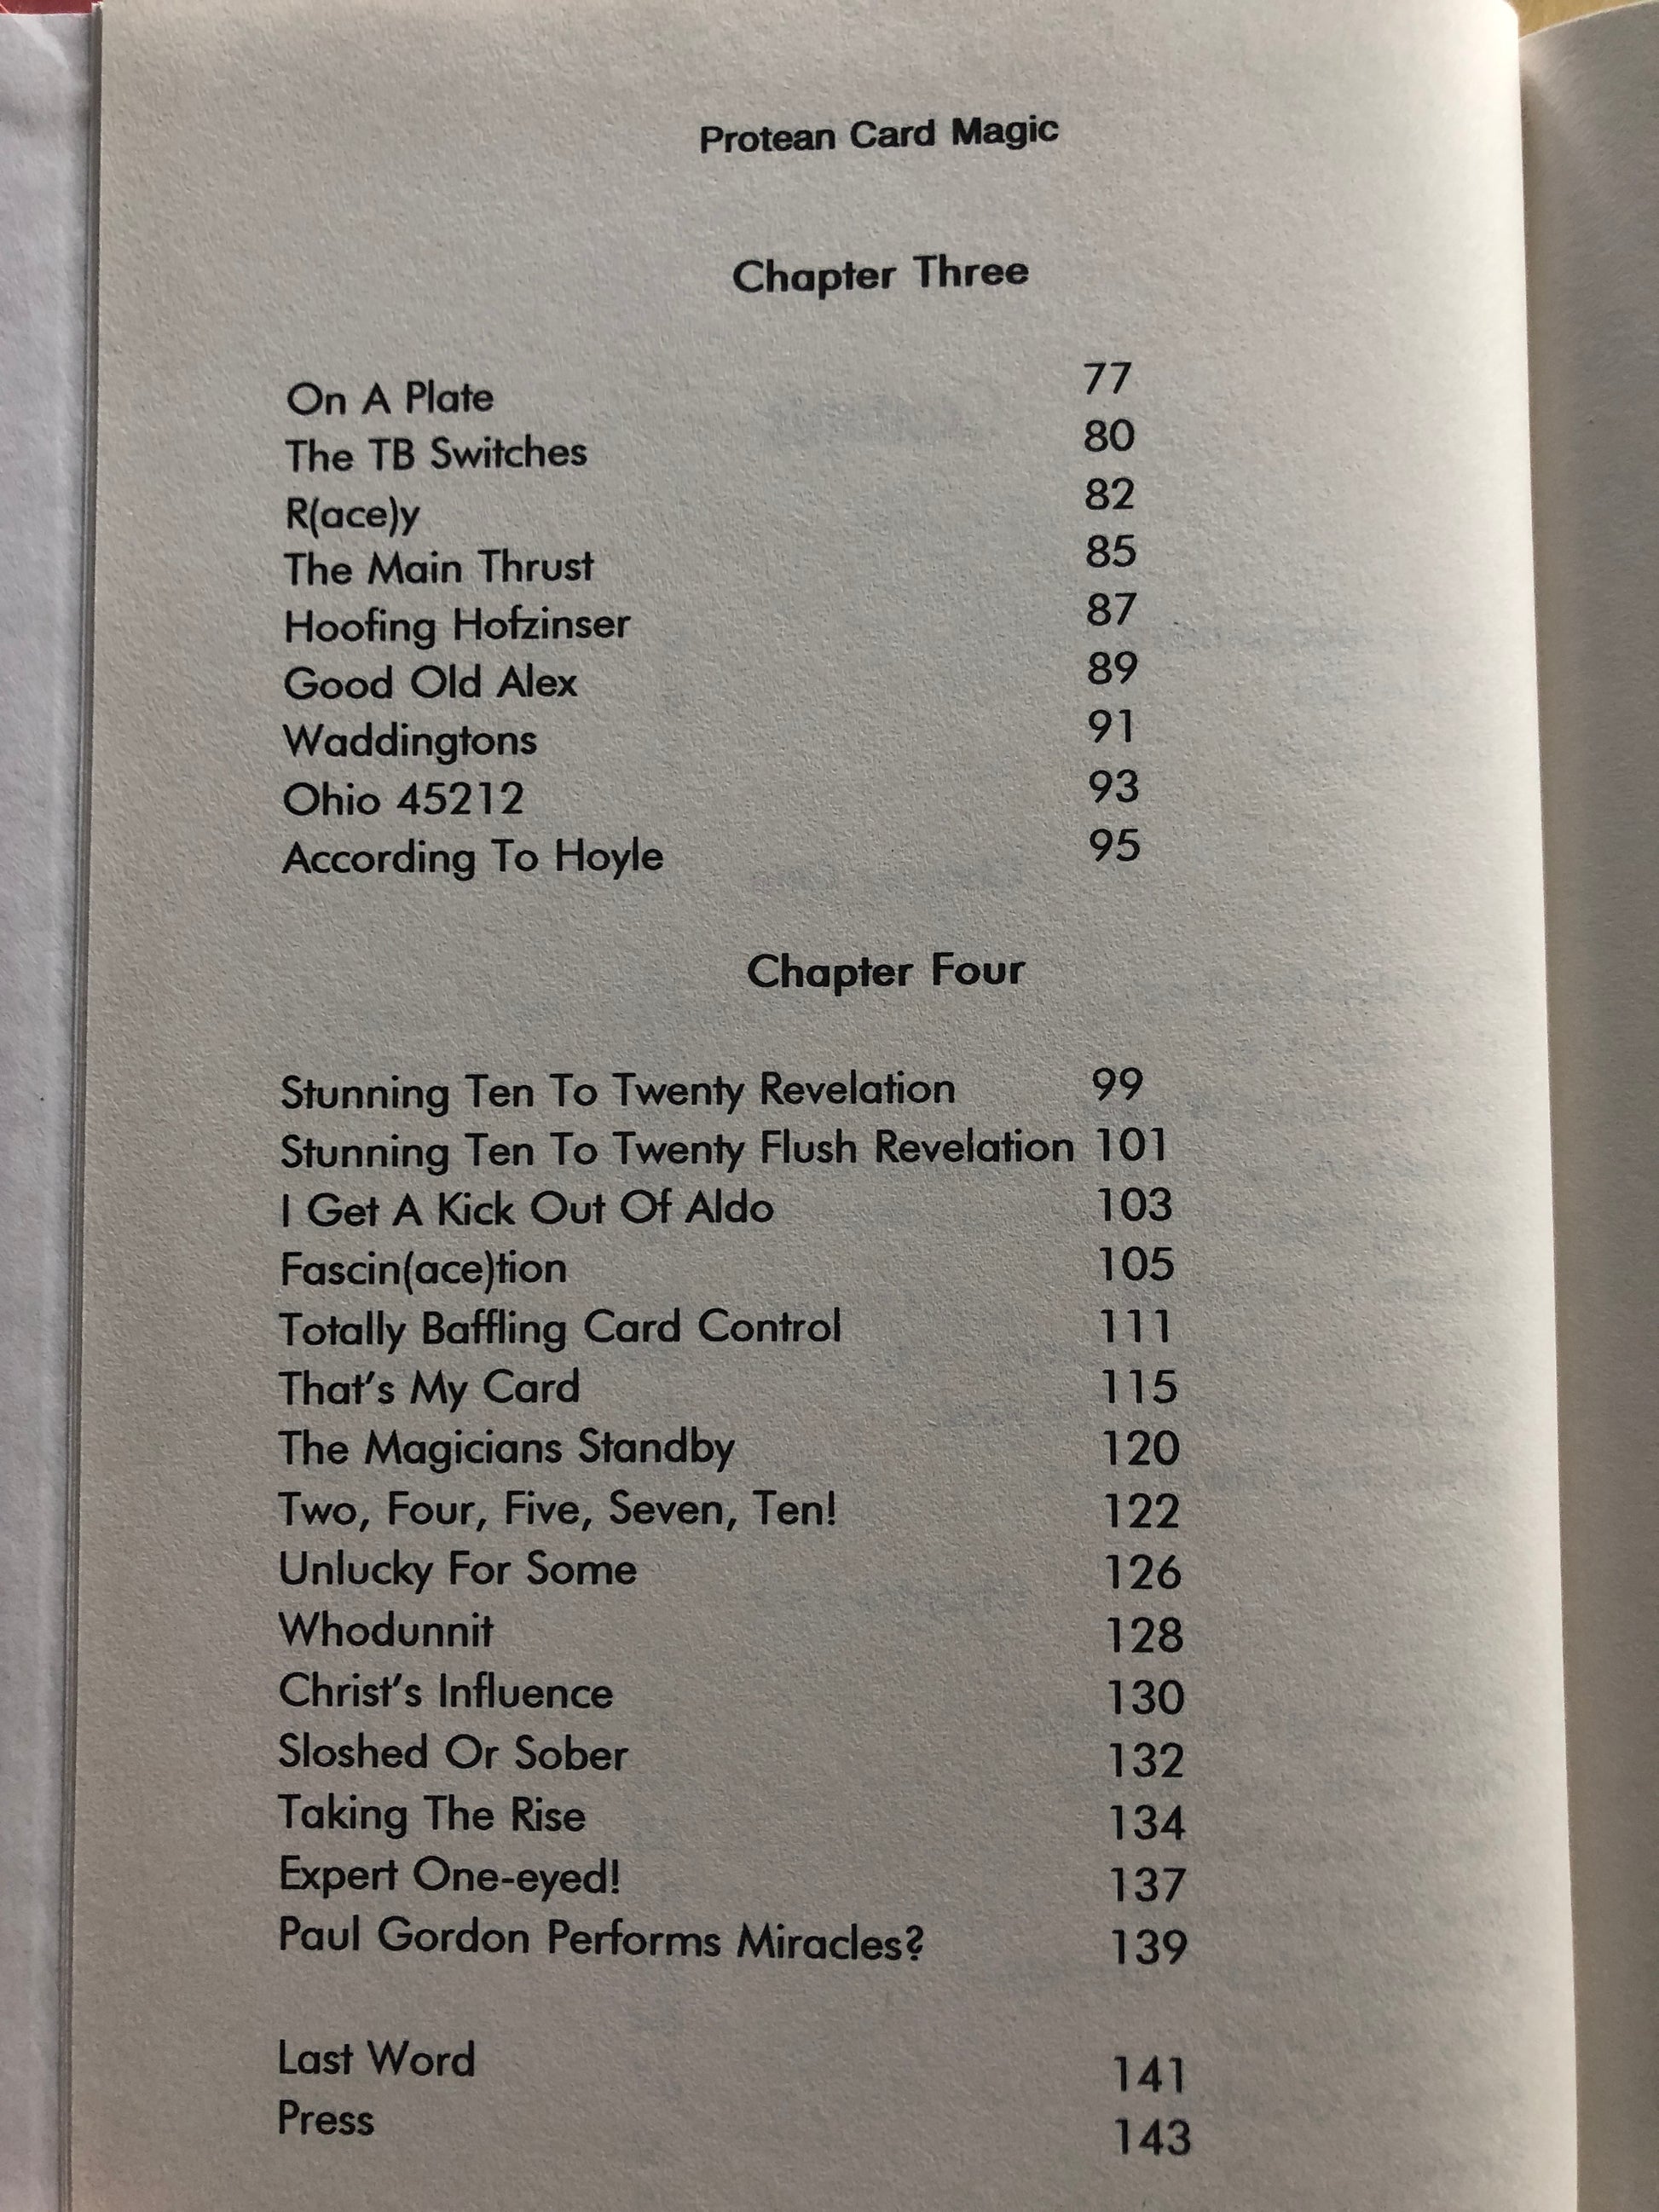 Protean Card Magic
Chapter Three
On A Plate 77
The TB Switches 80
R(ace)y 82
The Main Thrust 85
Hoofing Hofzinser 87
Good Old Alex 89
Waddingtons 91
Ohio 45212 93
According To Hoyle 95
Chapter Four
Stunning Ten To Twenty Revelation 99
Stunning Ten To Twenty Flush Revelation 101
I Get A Kick Out Of Aldo 103
Fascin(ace)tion 105
Totally Baffling Card Control 111
That's My Card 115
The Magicians Standby 120
Two, Four, Five, Seven, Ten! 122
Unlucky For Some 126
Whodunnit 128
Christ's Influence 130
Sloshed Or Sober 132
Taking The Rise 134
Expert One-eyed! 137
Paul Gordon Performs Miracles? 139
Last Word 141
Press 143